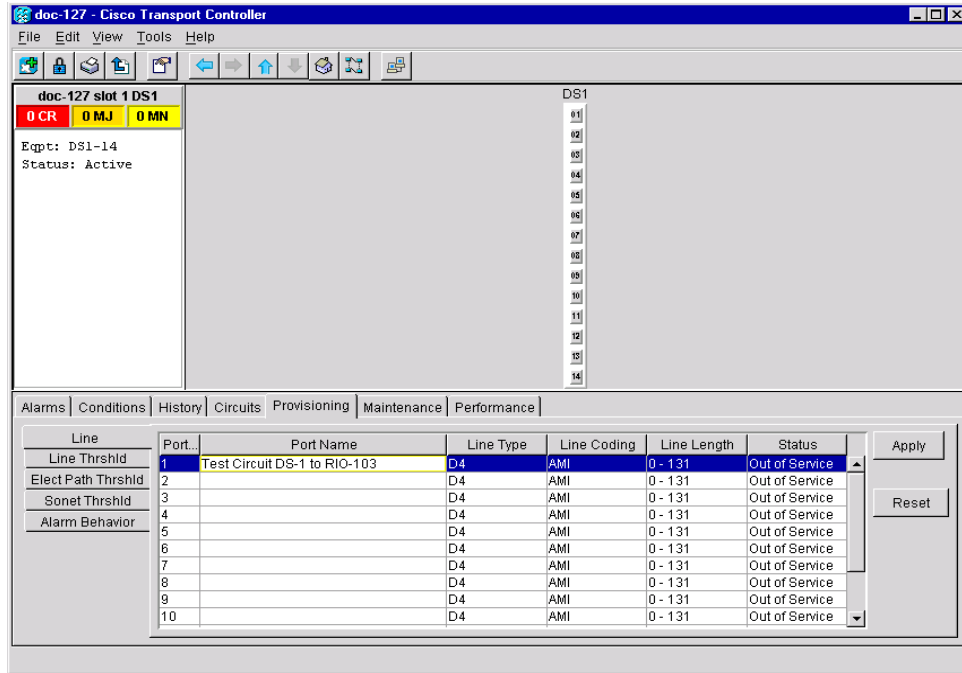 doc-127 - Cisco Transport Controller
File Edit View Tools Help
doc-127 slot 1 DS1
0 CR 0 MJ 0 MN
Eqpt: DS1-14
Status: Active
DS1
01
02
03
04
05
06
07
08
09
10
11
12
13
14
Alarms Conditions History Circuits Provisioning Maintenance Performance
Line
Line Thrshld
Elect Path Thrshld
Sonet Thrshld
Alarm Behavior
Port... Port Name Line Type Line Coding Line Length Status
1 Test Circuit DS-1 to RIO-103 D4 AMI 0 - 131 Out of Service
2 D4 AMI 0 - 131 Out of Service
3 D4 AMI 0 - 131 Out of Service
4 D4 AMI 0 - 131 Out of Service
5 D4 AMI 0 - 131 Out of Service
6 D4 AMI 0 - 131 Out of Service
7 D4 AMI 0 - 131 Out of Service
8 D4 AMI 0 - 131 Out of Service
9 D4 AMI 0 - 131 Out of Service
10 D4 AMI 0 - 131 Out of Service
Apply
Reset